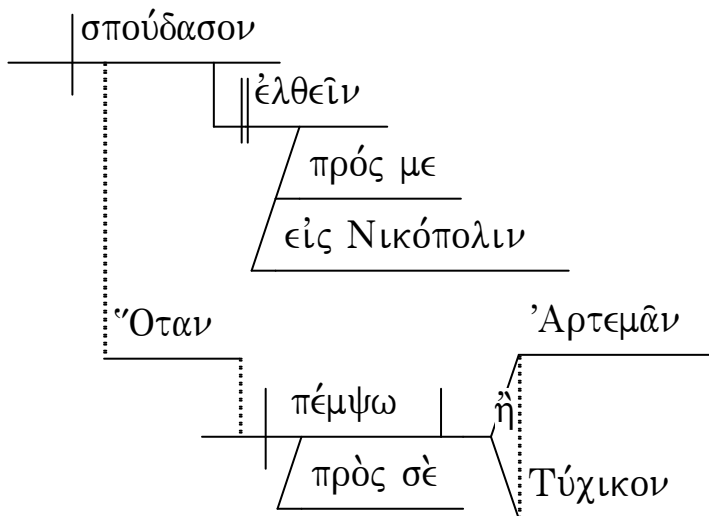 σπούδασον
ἐλθεῖν
πρός με
εἰς Νικόπολιν
Ὅταν
Ἀρτεμᾶν
πέμψω
ἢ
πρὸς σὲ
Τύχικον